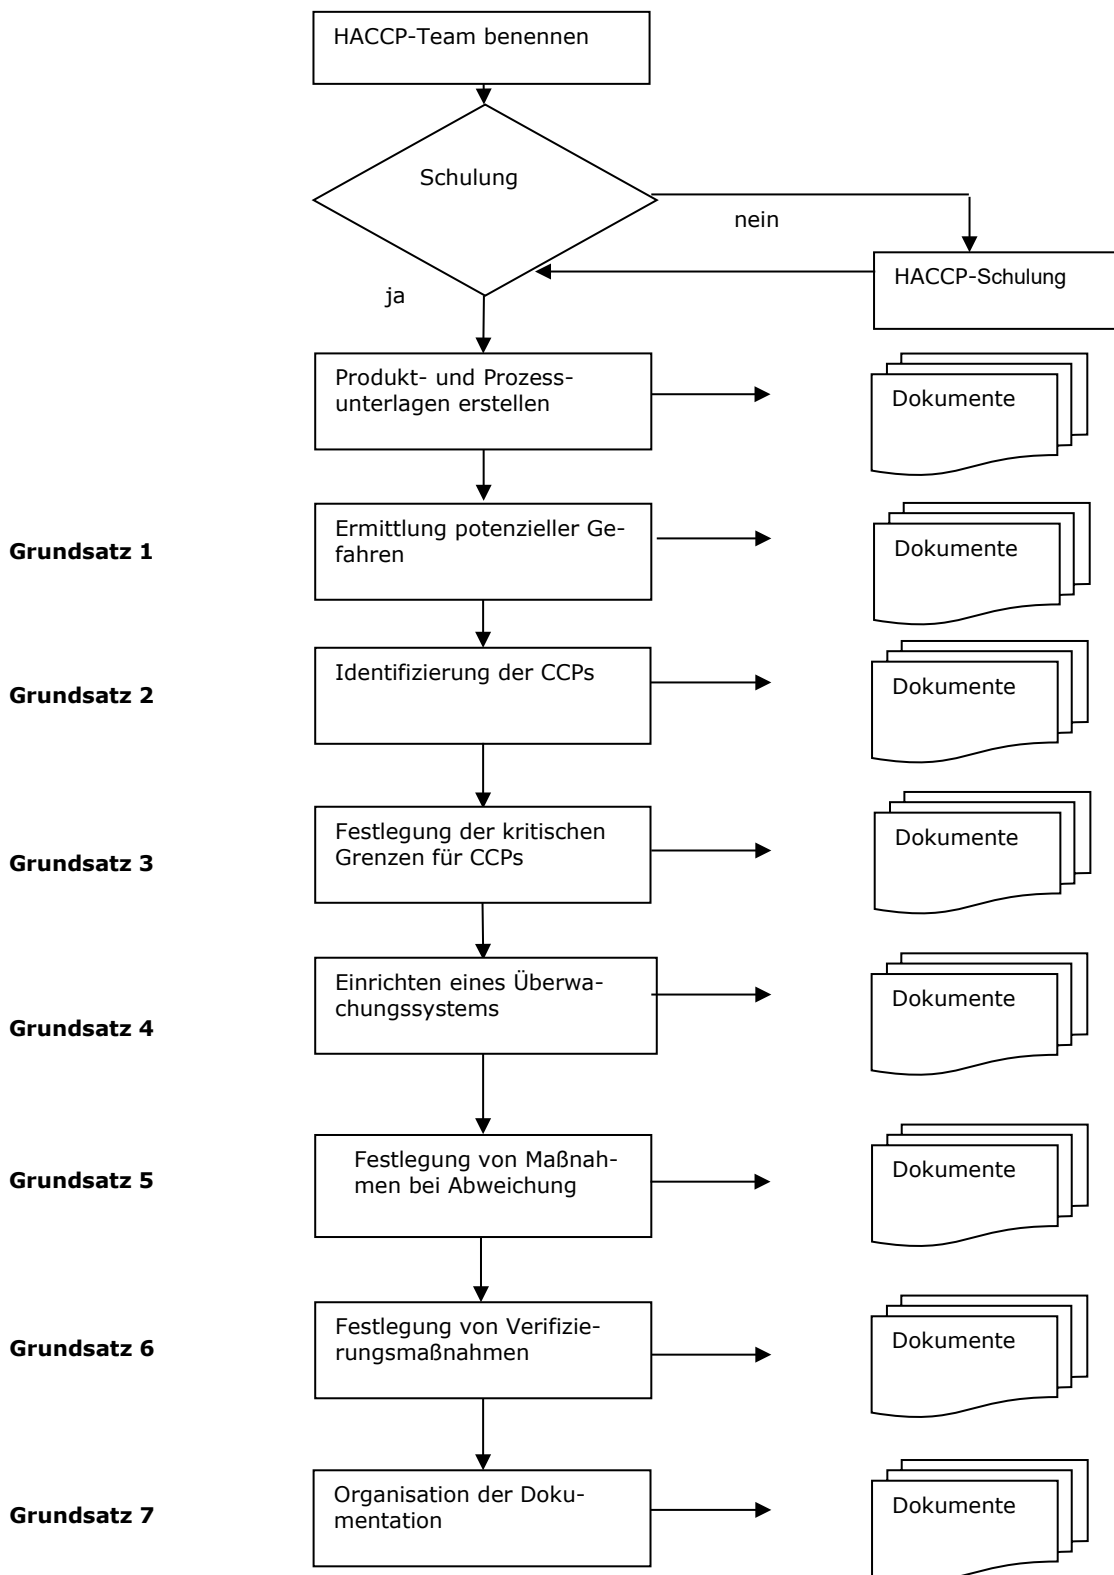 HACCP-Team benennen
Schulung
nein
HACCP-Schulung
ja
Produkt- und Prozess-
unterlagen erstellen
Dokumente
Grundsatz 1
Ermittlung potenzieller Ge-
fahren
Dokumente
Grundsatz 2
Identifizierung der CCPs
Dokumente
Grundsatz 3
Festlegung der kritischen
Grenzen für CCPs
Dokumente
Grundsatz 4
Einrichten eines Überwa-
chungssystems
Dokumente
Grundsatz 5
Festlegung von Maßnah-
men bei Abweichung
Dokumente
Grundsatz 6
Festlegung von Verifizie-
rungsmaßnahmen
Dokumente
Grundsatz 7
Organisation der Doku-
mentation
Dokumente